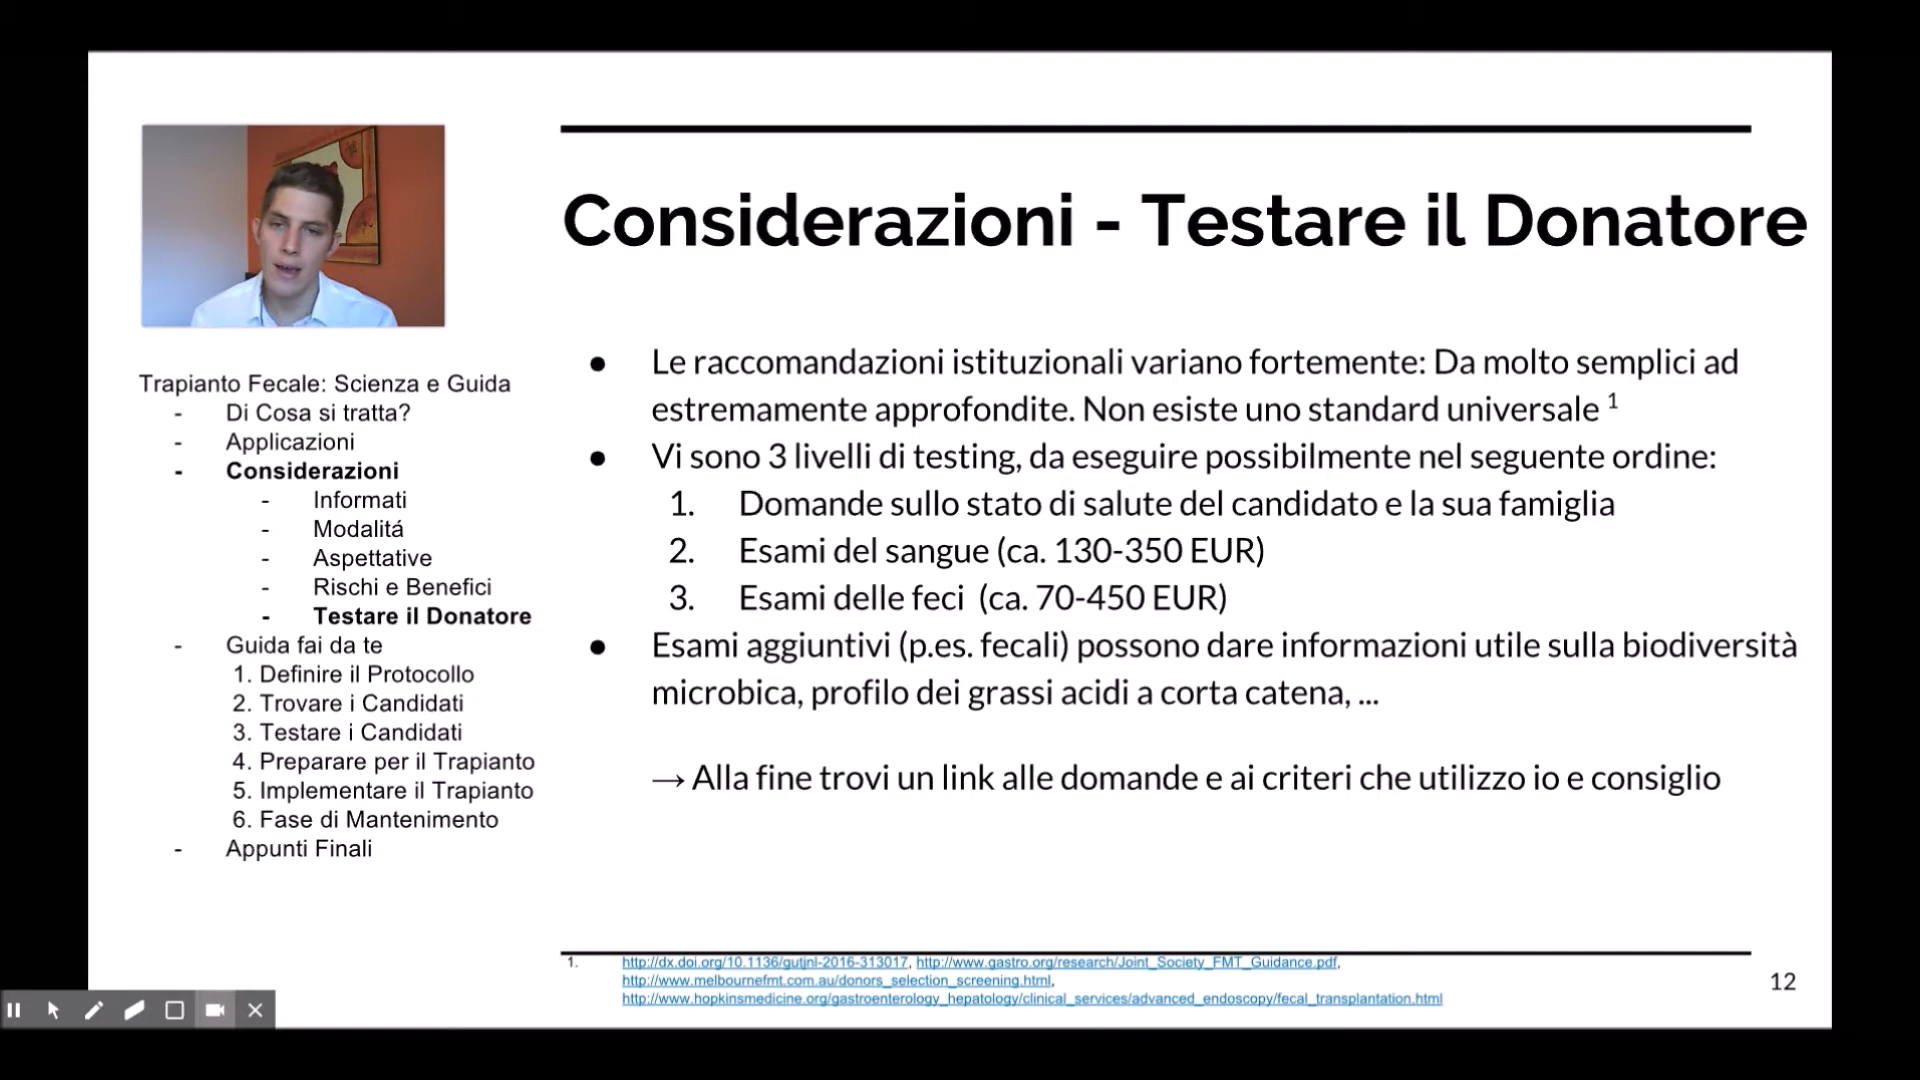 Considerazioni - Testare il Donatore
Trapianto Fecale: Scienza e Guida
- Di Cosa si tratta?
- Applicazioni
- Considerazioni
- Informati
- Modalitá
- Aspettative
- Rischi e Benefici
- Testare il Donatore
- Guida fai da te
1. Definire il Protocollo
2. Trovare i Candidati
3. Testare i Candidati
4. Preparare per il Trapianto
5. Implementare il Trapianto
6. Fase di Mantenimento
- Appunti Finali
● Le raccomandazioni istituzionali variano fortemente: Da molto semplici ad
estremamente approfondite. Non esiste uno standard universale 1
● Vi sono 3 livelli di testing, da eseguire possibilmente nel seguente ordine:
1. Domande sullo stato di salute del candidato e la sua famiglia
2. Esami del sangue (ca. 130-350 EUR)
3. Esami delle feci (ca. 70-450 EUR)
● Esami aggiuntivi (p.es. fecali) possono dare informazioni utile sulla biodiversità
microbica, profilo dei grassi acidi a corta catena, ...
→ Alla fine trovi un link alle domande e ai criteri che utilizzo io e consiglio
1. http://dx.doi.org/10.1136/gutjnl-2016-313017, http://www.gastro.org/research/Joint_Society_FMT_Guidance.pdf,
http://www.melbournefmt.com.au/donors_selection_screening.html,
http://www.hopkinsmedicine.org/gastroenterology_hepatology/clinical_services/advanced_endoscopy/fecal_transplantation.html
12